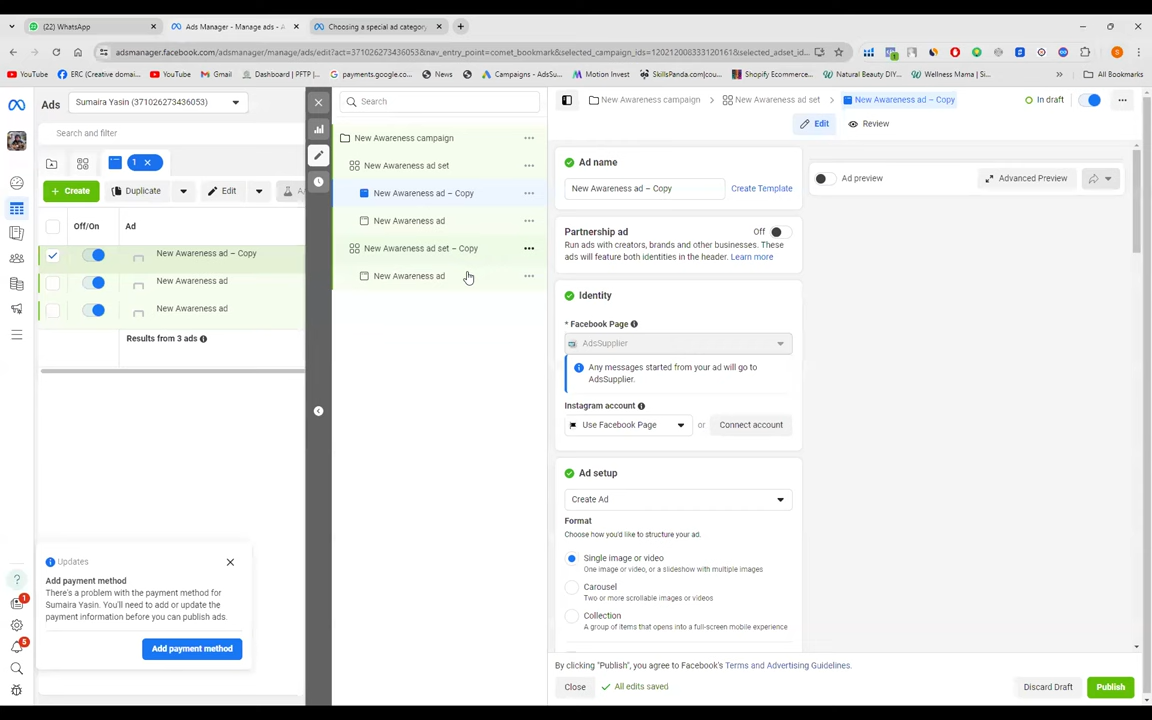 (22) WhatsApp
Ads Manager - Manage ads -
Choosing a special ad category
adsmanager.facebook.com/adsmanager/manage/ads/edit?act=371026273436053&nav_entry_point=comet_bookmark&selected_campaign_ids=120212008333120161&selected_adset_id...
YouTube
ERC (Creative domai...
YouTube
Gmail
Dashboard | PFTP |...
payments.google.co...
News
Campaigns - AdsSu...
Motion Invest
SkillsPanda.com|cou...
Shopify Ecommerce...
Natural Beauty DIY...
Wellness Mama | Si...
All Bookmarks
Ads
Sumaira Yasin (371026273436053)
Search and filter
1
Create
Duplicate
Edit
Off/On
Ad
New Awareness ad – Copy
New Awareness ad
New Awareness ad
Results from 3 ads
Updates
Add payment method
There's a problem with the payment method for
Sumaira Yasin. You'll need to add or update the
payment information before you can publish ads.
Add payment method
1
5
Search
New Awareness campaign
New Awareness ad set
New Awareness ad – Copy
New Awareness ad
New Awareness ad set – Copy
New Awareness ad
New Awareness campaign
New Awareness ad set
New Awareness ad – Copy
In draft
Edit
Review
Ad name
New Awareness ad – Copy
Create Template
Partnership ad
Off
Run ads with creators, brands and other businesses. These
ads will feature both identities in the header. Learn more
Identity
* Facebook Page
AdsSupplier
Any messages started from your ad will go to
AdsSupplier.
Instagram account
Use Facebook Page
or
Connect account
Ad setup
Create Ad
Format
Choose how you'd like to structure your ad.
Single image or video
One image or video, or a slideshow with multiple images
Carousel
Two or more scrollable images or videos
Collection
A group of items that opens into a full-screen mobile experience
Ad preview
Advanced Preview
By clicking "Publish", you agree to Facebook's Terms and Advertising Guidelines.
Close
All edits saved
Discard Draft
Publish